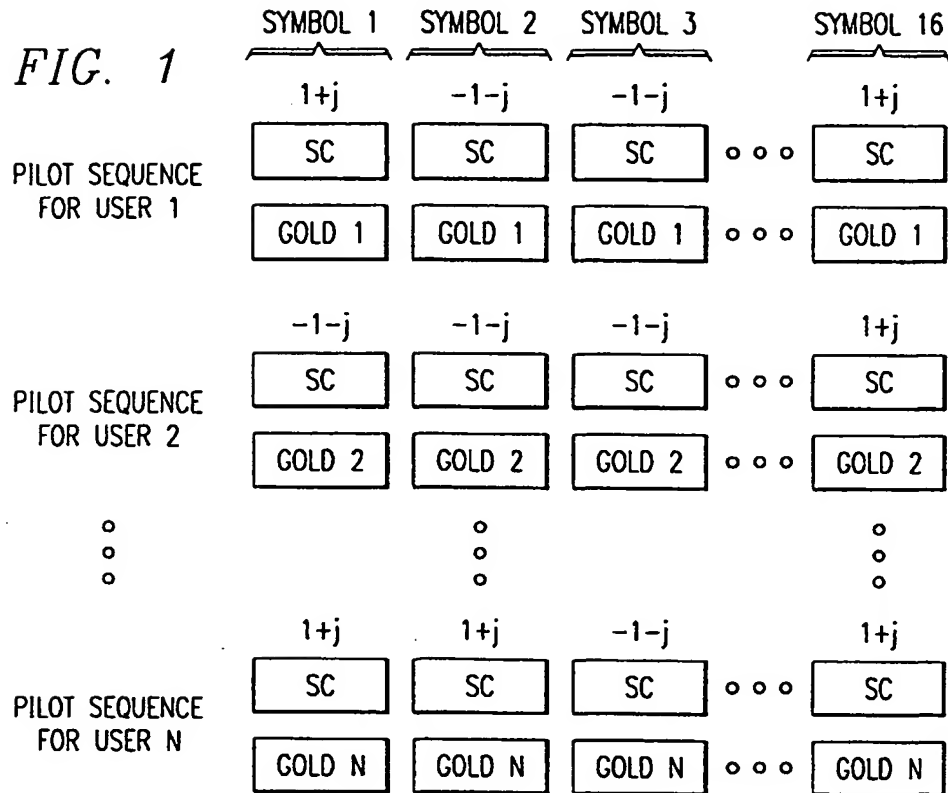 FIG. 1
SYMBOL 1 SYMBOL 2 SYMBOL 3 SYMBOL 16
1+j -1-j -1-j 1+j
PILOT SEQUENCE
FOR USER 1
SC SC SC SC
GOLD 1 GOLD 1 GOLD 1 GOLD 1
-1-j -1-j -1-j 1+j
PILOT SEQUENCE
FOR USER 2
SC SC SC SC
GOLD 2 GOLD 2 GOLD 2 GOLD 2
1+j 1+j -1-j 1+j
PILOT SEQUENCE
FOR USER N
SC SC SC SC
GOLD N GOLD N GOLD N GOLD N